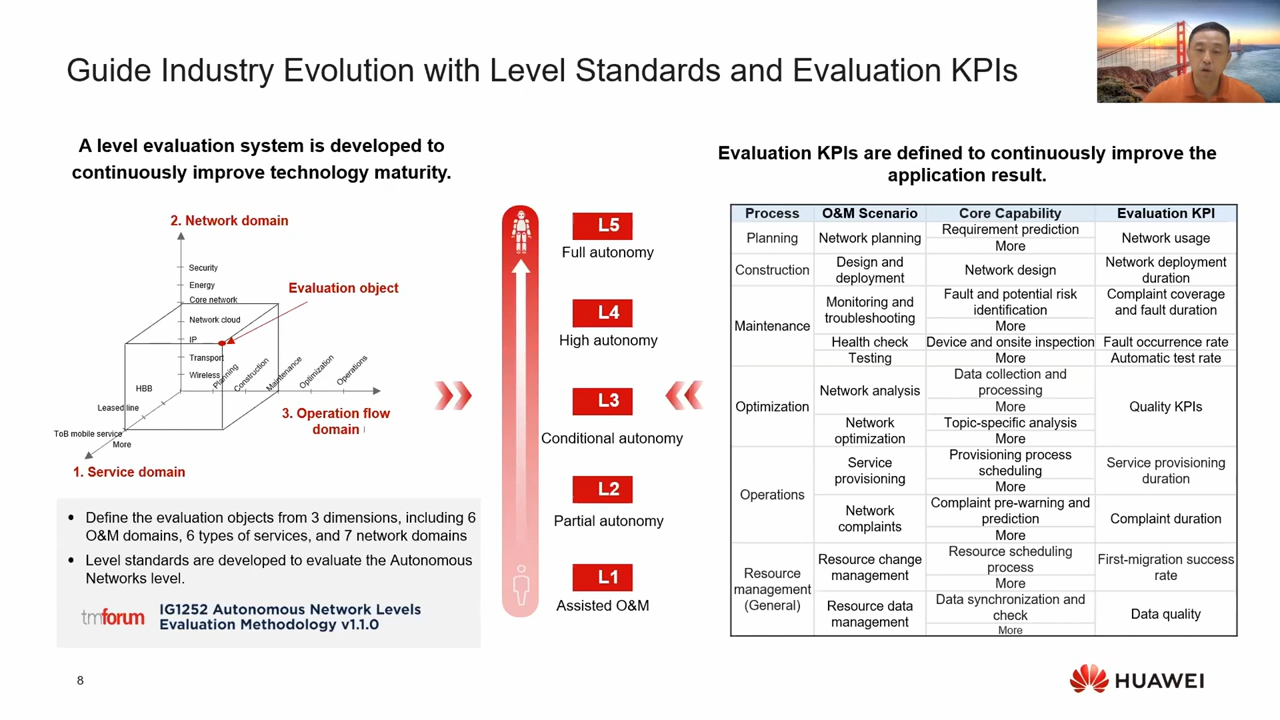 Guide Industry Evolution with Level Standards and Evaluation KPIs
A level evaluation system is developed to
continuously improve technology maturity.
2. Network domain
Security
Energy
Core network
Network cloud
IP
Transport
Wireless
Evaluation object
Planning
Construction
Maintenance
Optimization
Operations
HBB
Leased line
ToB mobile service
More
3. Operation flow
domain
1. Service domain
• Define the evaluation objects from 3 dimensions, including 6
O&M domains, 6 types of services, and 7 network domains
• Level standards are developed to evaluate the Autonomous
Networks level.
tmforum
IG1252 Autonomous Network Levels
Evaluation Methodology v1.1.0
L5
Full autonomy
L4
High autonomy
L3
Conditional autonomy
L2
Partial autonomy
L1
Assisted O&M
Evaluation KPIs are defined to continuously improve the
application result.
Process O&M Scenario Core Capability Evaluation KPI
Planning
Network planning
Requirement prediction
More
Network usage
Construction
Design and
deployment
Network design
Network deployment
duration
Maintenance
Monitoring and
troubleshooting
Fault and potential risk
identification
More
Complaint coverage
and fault duration
Health check
Device and onsite inspection
Fault occurrence rate
Testing
More
Automatic test rate
Optimization
Network analysis
Data collection and
processing
More
Quality KPIs
Network
optimization
Topic-specific analysis
More
Operations
Service
provisioning
Provisioning process
scheduling
More
Service provisioning
duration
Network
complaints
Complaint pre-warning and
prediction
More
Complaint duration
Resource
management
(General)
Resource change
management
Resource scheduling
process
More
First-migration success
rate
Resource data
management
Data synchronization and
check
More
Data quality
8
HUAWEI